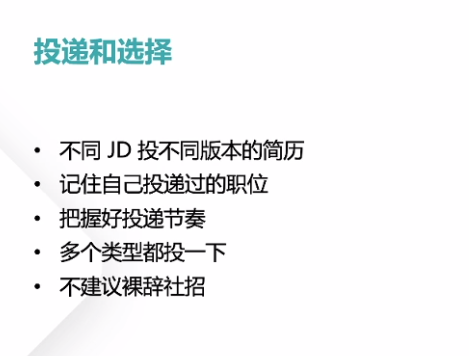 投递和选择
• 不同 JD 投不同版本的简历
• 记住自己投递过的职位
• 把握好投递节奏
• 多个类型都投一下
• 不建议裸辞社招